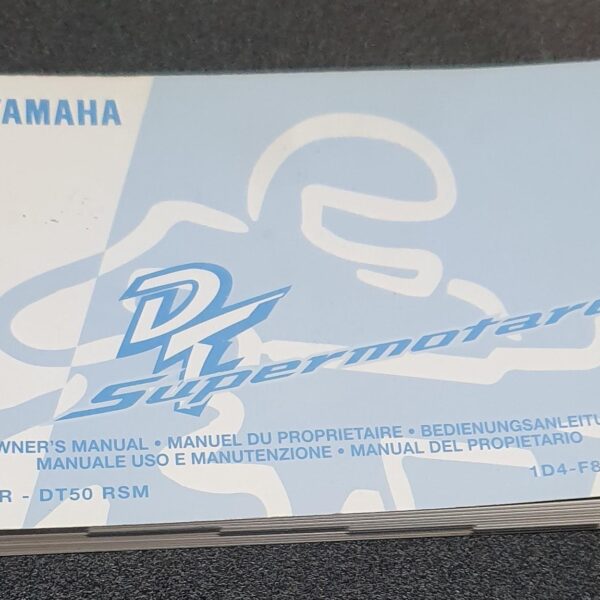 YAMAHA
DT
Supermotard
OWNER'S MANUAL • MANUEL DU PROPRIETAIRE • BEDIENUNGSANLEITU
MANUALE USO E MANUTENZIONE • MANUAL DEL PROPIETARIO
R - DT50 RSM
1D4-F8